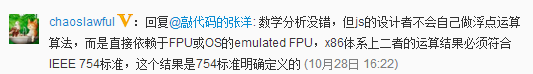 chaoslawful V：回复@敲代码的张洋: 数学分析没错，但js的设计者不会自己做浮点运算
算法，而是直接依赖于FPU或OS的emulated FPU，x86体系上二者的运算结果必须符合
IEEE 754标准，这个结果是754标准明确定义的 (10月28日 16:22)